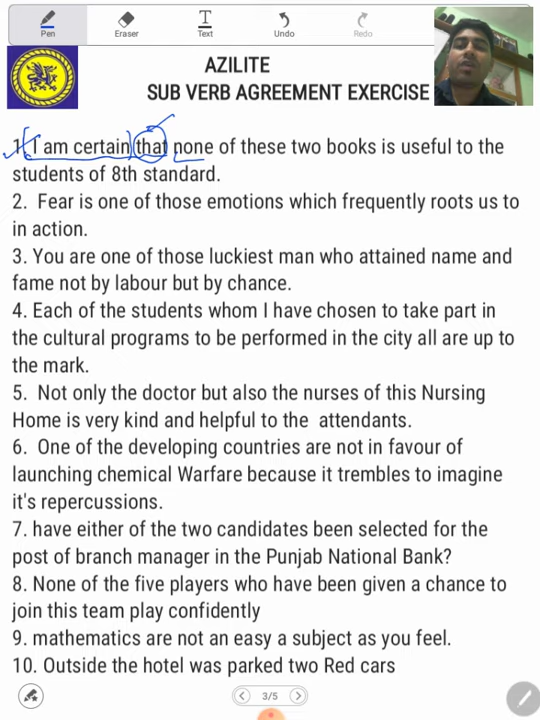 Pen
Eraser
Text
Undo
Redo
AZILITE
SUB VERB AGREEMENT EXERCISE
1. I am certain that none of these two books is useful to the
students of 8th standard.
2. Fear is one of those emotions which frequently roots us to
in action.
3. You are one of those luckiest man who attained name and
fame not by labour but by chance.
4. Each of the students whom I have chosen to take part in
the cultural programs to be performed in the city all are up to
the mark.
5. Not only the doctor but also the nurses of this Nursing
Home is very kind and helpful to the attendants.
6. One of the developing countries are not in favour of
launching chemical Warfare because it trembles to imagine
it's repercussions.
7. have either of the two candidates been selected for the
post of branch manager in the Punjab National Bank?
8. None of the five players who have been given a chance to
join this team play confidently
9. mathematics are not an easy a subject as you feel.
10. Outside the hotel was parked two Red cars
3/5